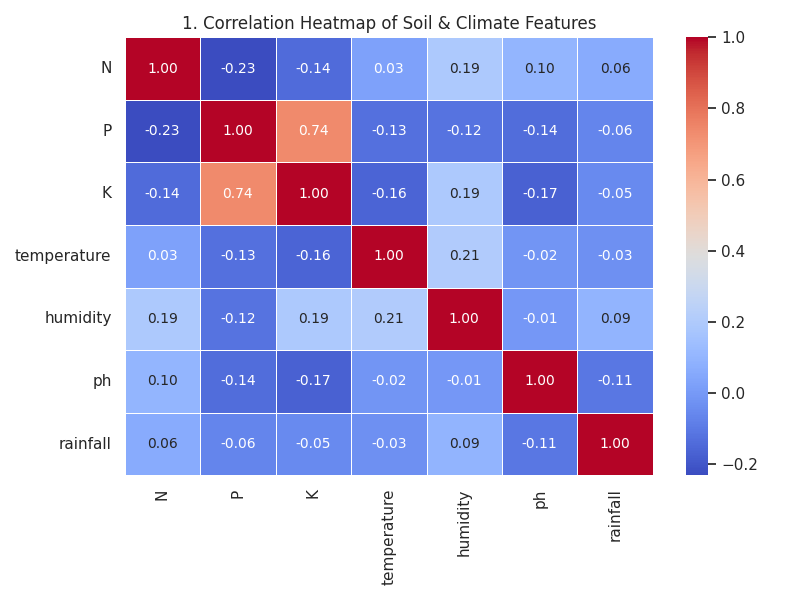 1. Correlation Heatmap of Soil & Climate Features
N 1.00 -0.23 -0.14 0.03 0.19 0.10 0.06
P -0.23 1.00 0.74 -0.13 -0.12 -0.14 -0.06
K -0.14 0.74 1.00 -0.16 0.19 -0.17 -0.05
temperature 0.03 -0.13 -0.16 1.00 0.21 -0.02 -0.03
humidity 0.19 -0.12 0.19 0.21 1.00 -0.01 0.09
ph 0.10 -0.14 -0.17 -0.02 -0.01 1.00 -0.11
rainfall 0.06 -0.06 -0.05 -0.03 0.09 -0.11 1.00
N P K temperature humidity ph rainfall
1.0
0.8
0.6
0.4
0.2
0.0
−0.2